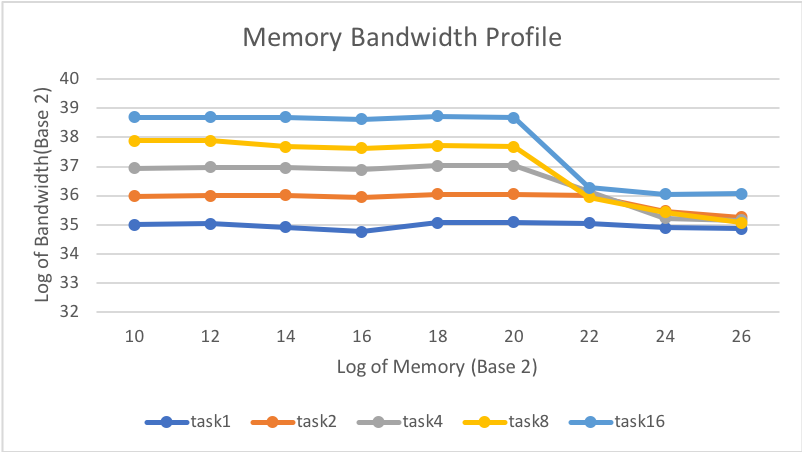 Memory Bandwidth Profile
Log of Bandwidth(Base 2)
40
39
38
37
36
35
34
33
32
10 12 14 16 18 20 22 24 26
Log of Memory (Base 2)
task1 task2 task4 task8 task16